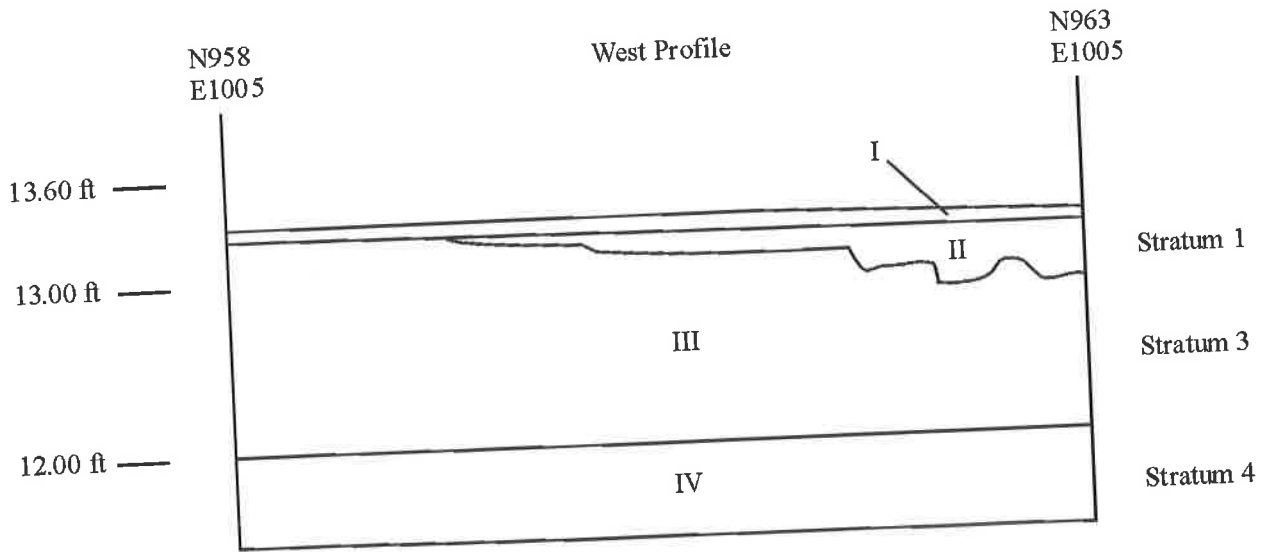 N958
E1005
West Profile
N963
E1005
I
13.60 ft
II
Stratum 1
13.00 ft
III
Stratum 3
12.00 ft
IV
Stratum 4